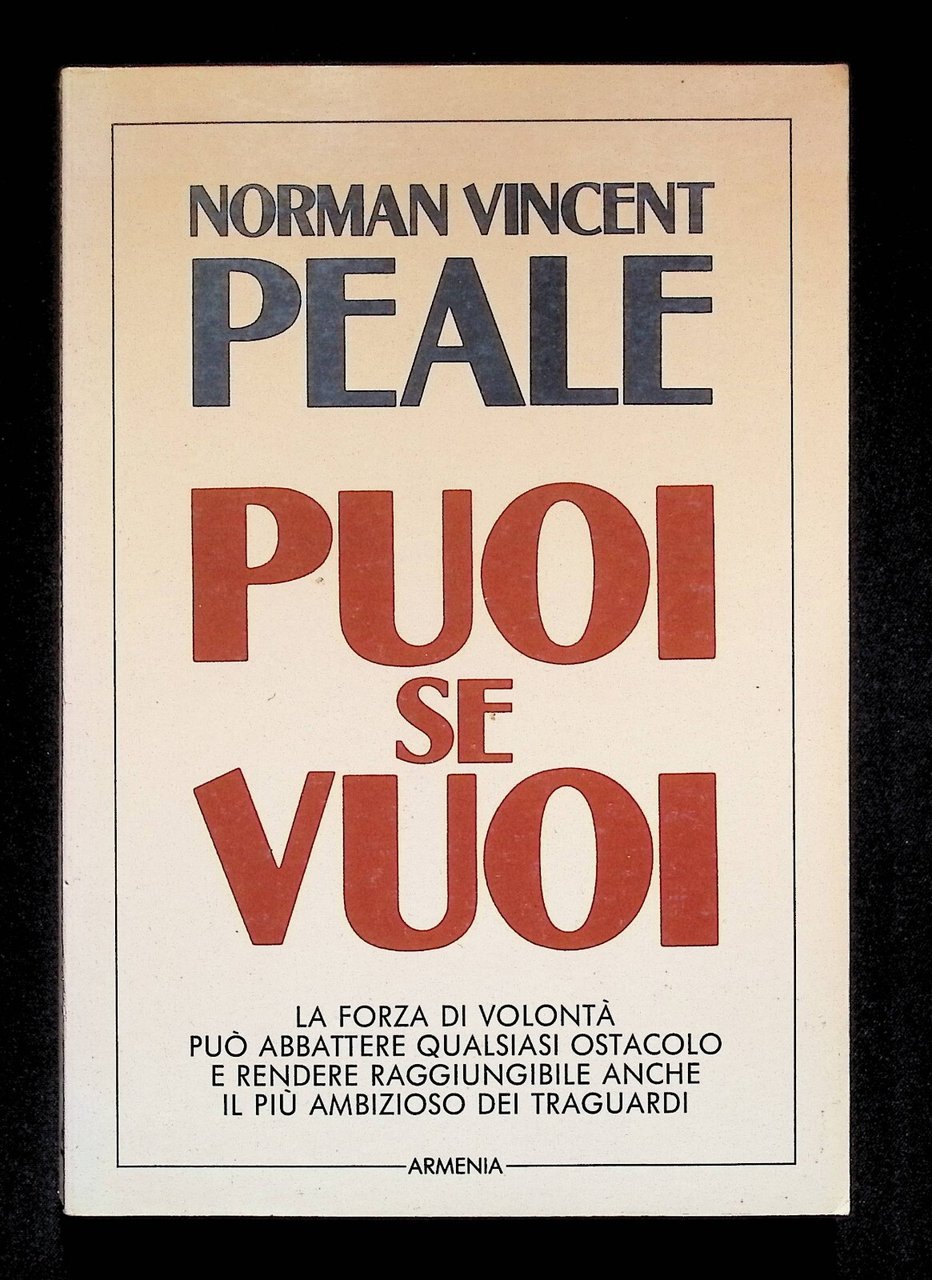 NORMAN VINCENT
PEALE
PUOI
SE
VUOI
LA FORZA DI VOLONTÀ
PUÒ ABBATTERE QUALSIASI OSTACOLO
E RENDERE RAGGIUNGIBILE ANCHE
IL PIÙ AMBIZIOSO DEI TRAGUARDI
ARMENIA